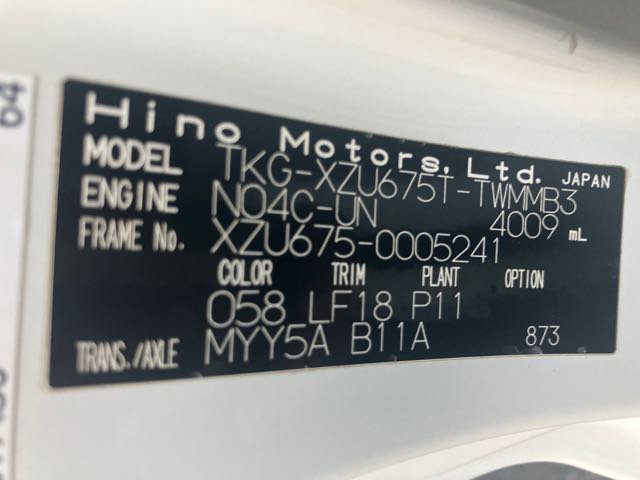 Hino Motors, Ltd. JAPAN
MODEL TKG-XZU675T-TWMMB3
ENGINE N04C-UN 4009 mL
FRAME No. XZU675-0005241
COLOR TRIM PLANT OPTION
058 LF18 P11
TRANS./AXLE MYY5A B11A 873